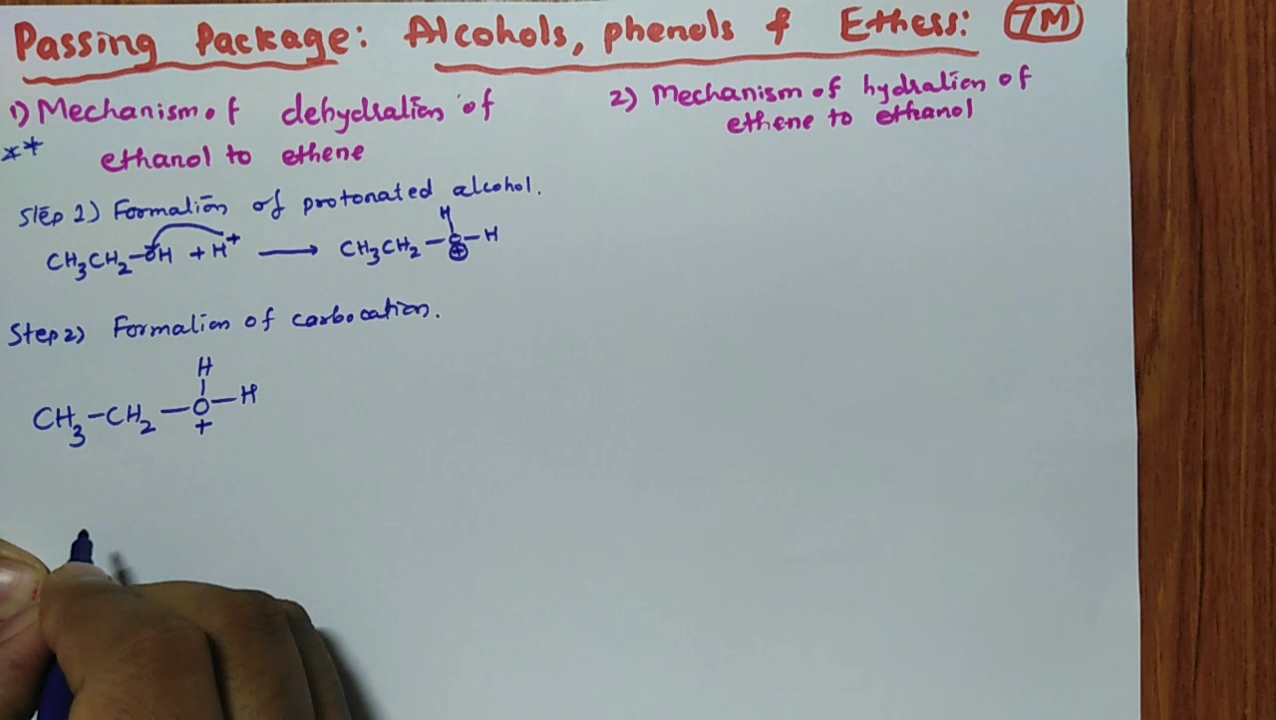 Passing Package: Alcohols, phenols & Ethers: (7M)
1) Mechanism of dehydration of
** ethanol to ethene
Step 1) Formation of protonated alcohol.
H
CH3CH2-OH + H+ ⟶ CH3CH2-O-H
⊕
Step 2) Formation of carbocation.
H
CH3-CH2-O-H
+
2) Mechanism of hydration of
ethene to ethanol